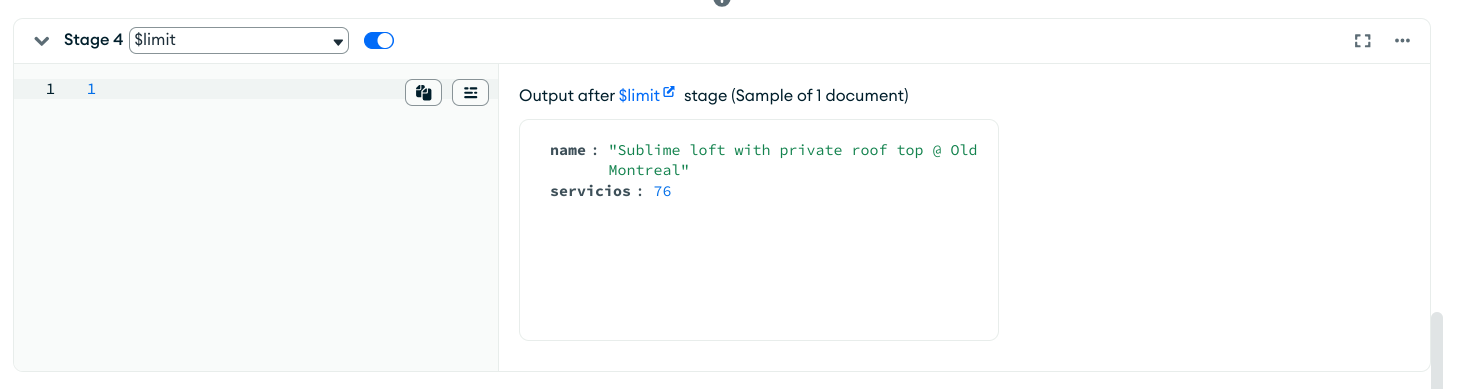 Stage 4 $limit
1 1
Output after $limit stage (Sample of 1 document)
name : "Sublime loft with private roof top @ Old
Montreal"
servicios : 76